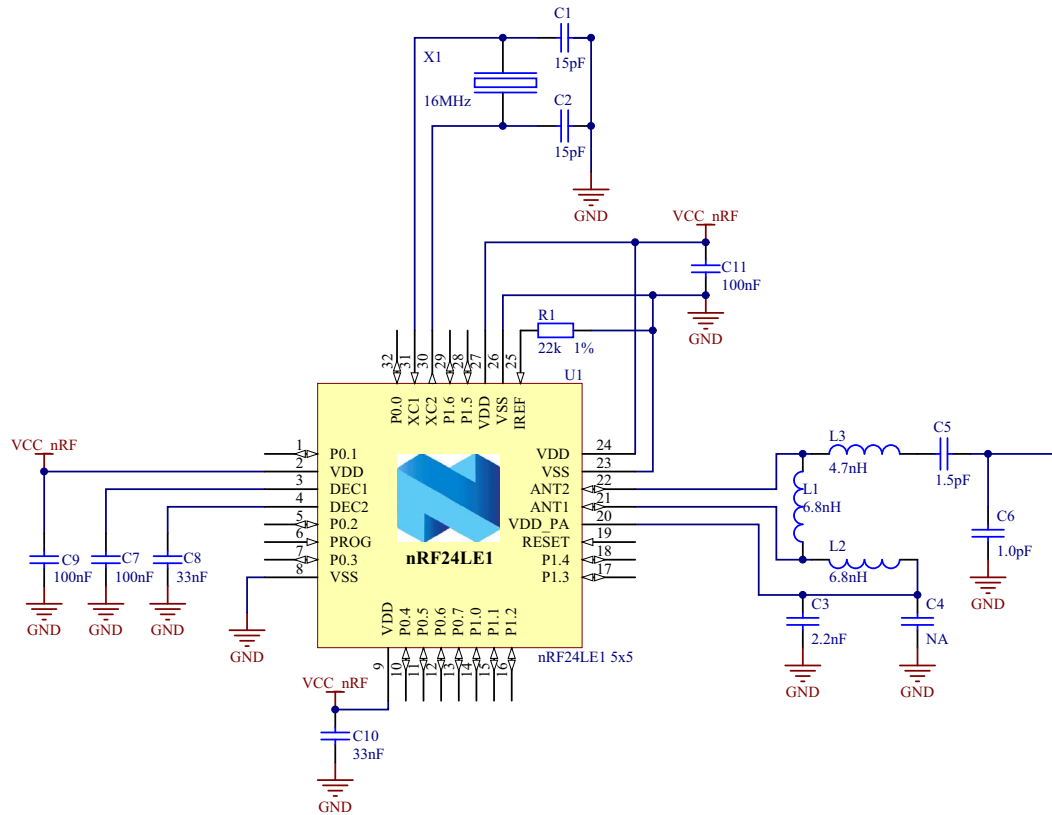 C1
15pF
X1
16MHz
C2
15pF
GND
VCC_nRF
C11
100nF
GND
R1
22k 1%
32
31
30
29
28
27
26
25
U1
P0.0
XC1
XC2
P1.6
P1.5
VDD
VSS
IREF
VCC_nRF
1
P0.1
2
VDD
3
DEC1
4
DEC2
5
P0.2
6
PROG
7
P0.3
8
VSS
VDD
24
VSS
23
ANT2
22
ANT1
21
VDD_PA
20
RESET
19
P1.4
18
P1.3
17
nRF24LE1
L3
4.7nH
C5
1.5pF
L1
6.8nH
L2
6.8nH
C6
1.0pF
GND
C9
100nF
GND
C7
100nF
GND
C8
33nF
GND
GND
C3
2.2nF
GND
C4
NA
GND
VDD
P0.4
P0.5
P0.6
P0.7
P1.0
P1.1
P1.2
nRF24LE1 5x5
9
10
11
12
13
14
15
16
VCC_nRF
C10
33nF
GND